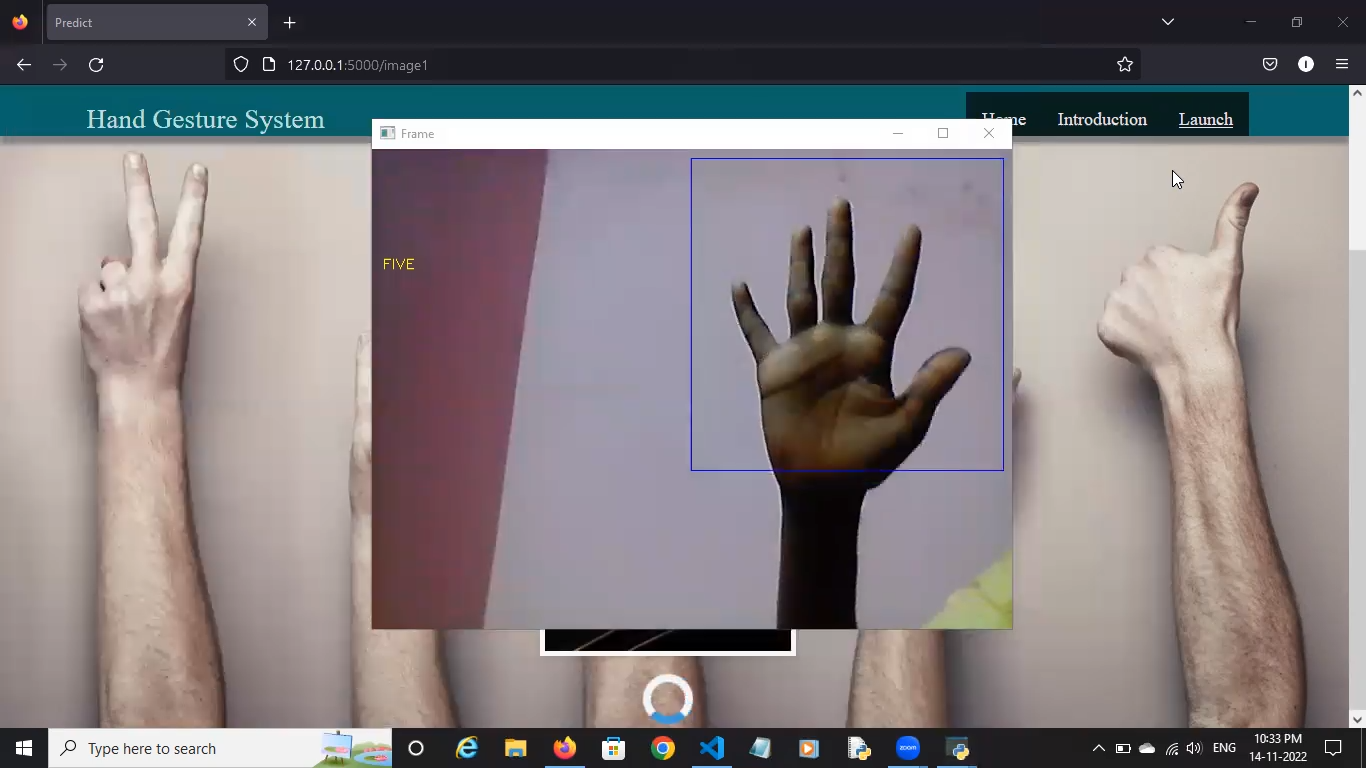 Predict
127.0.0.1:5000/image1
Hand Gesture System
Home
Introduction
Launch
Frame
FIVE
Type here to search
zoom
ENG
10:33 PM
14-11-2022